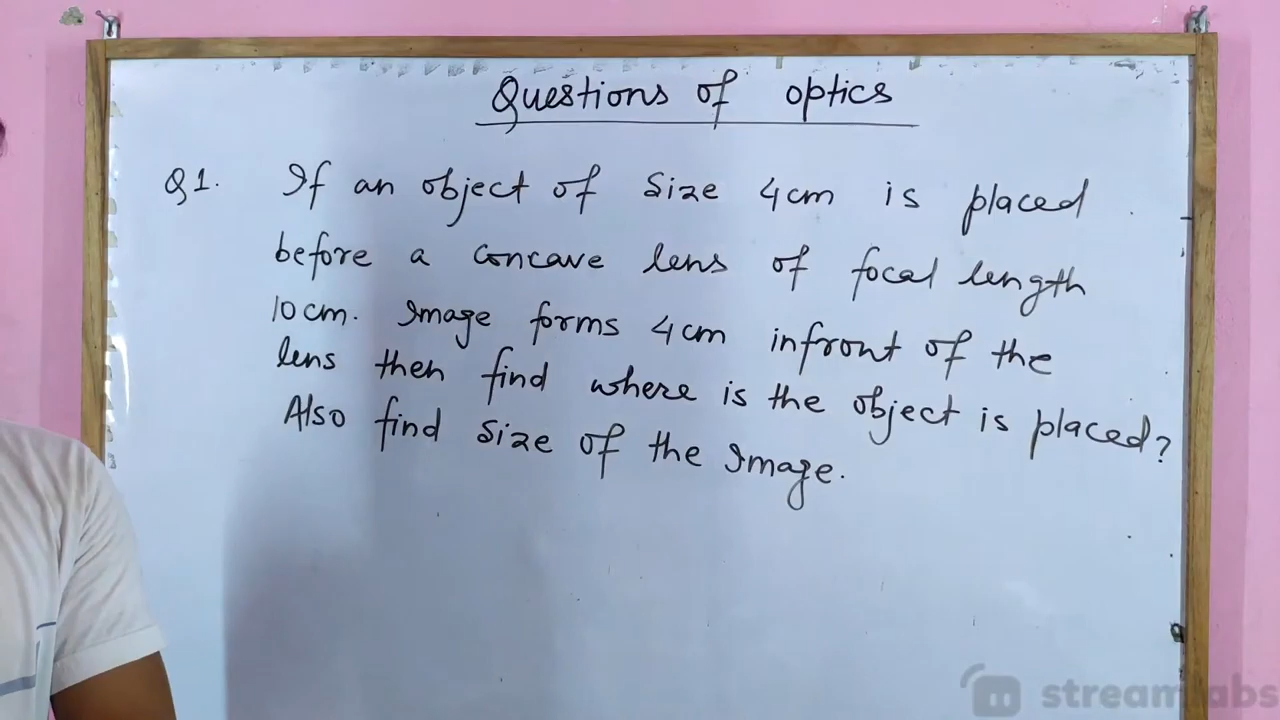 Questions of optics
Q1. If an object of size 4cm is placed
before a concave lens of focal length
10cm. Image forms 4cm infront of the
lens then find where is the object is placed?
Also find size of the Image.
streamlabs